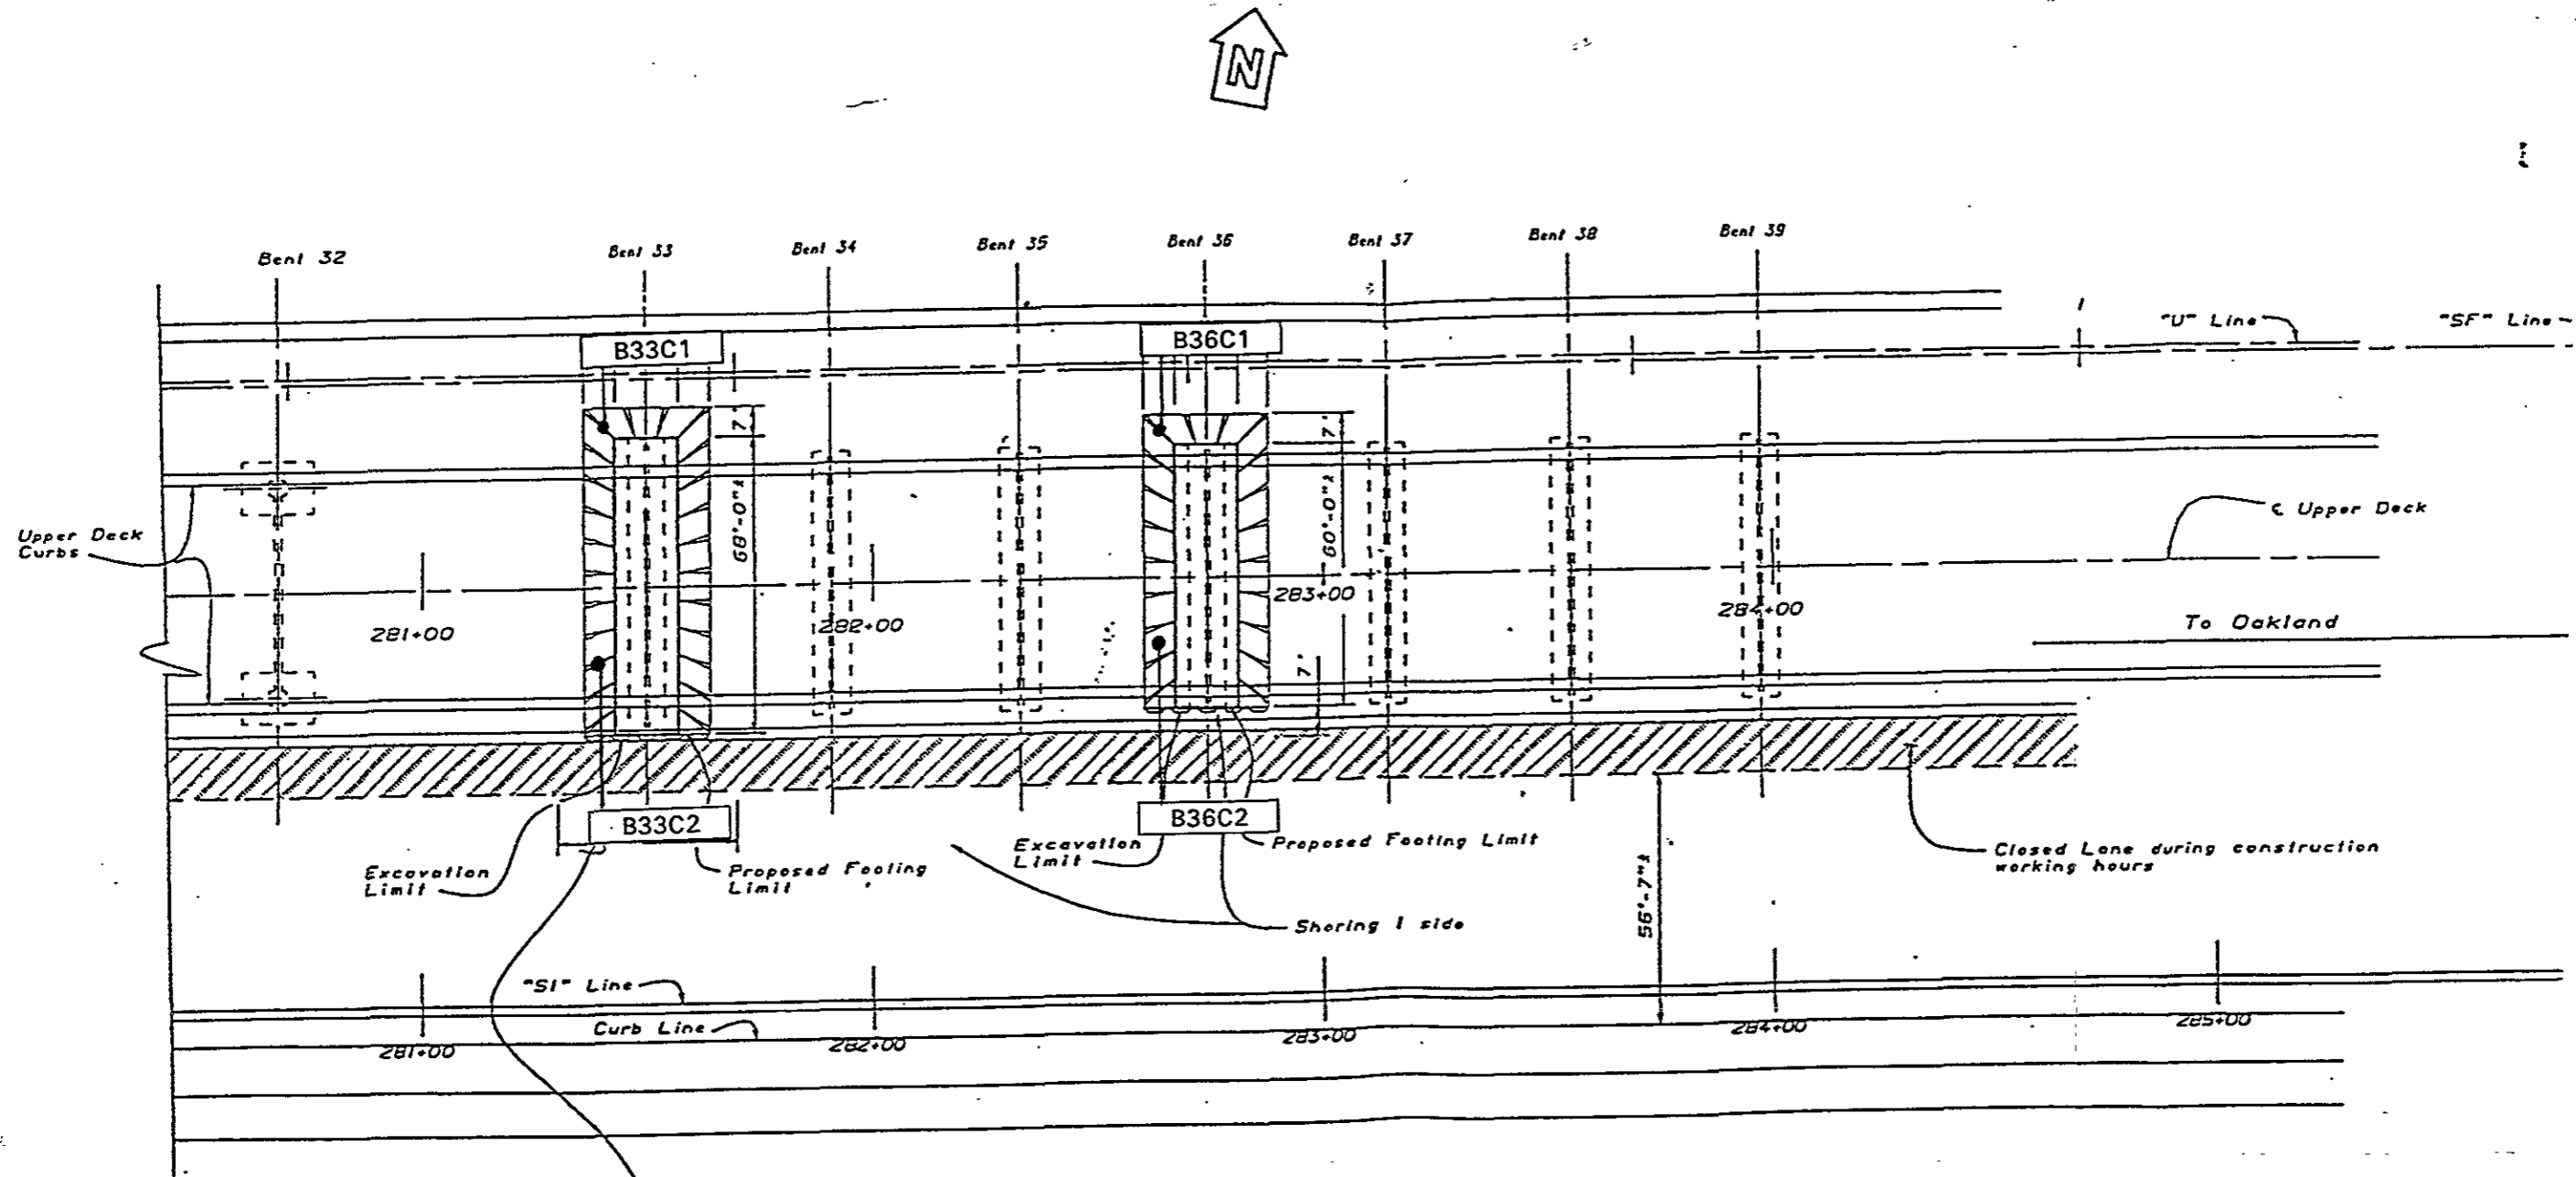 N
Bent 32
Bent 33
Bent 34
Bent 35
Bent 36
Bent 37
Bent 38
Bent 39
"U" Line
"SF" Line
B33C1
B36C1
7'
7'
68'-0"±
60'-0"±
Upper Deck
Curbs
℄ Upper Deck
281+00
282+00
283+00
284+00
To Oakland
7'
B33C2
B36C2
Excavation
Limit
Proposed Footing
Limit
Excavation
Limit
Proposed Footing Limit
Closed Lane during construction
working hours
Shoring 1 side
56'-7"±
"S1" Line
Curb Line
281+00
282+00
283+00
284+00
285+00